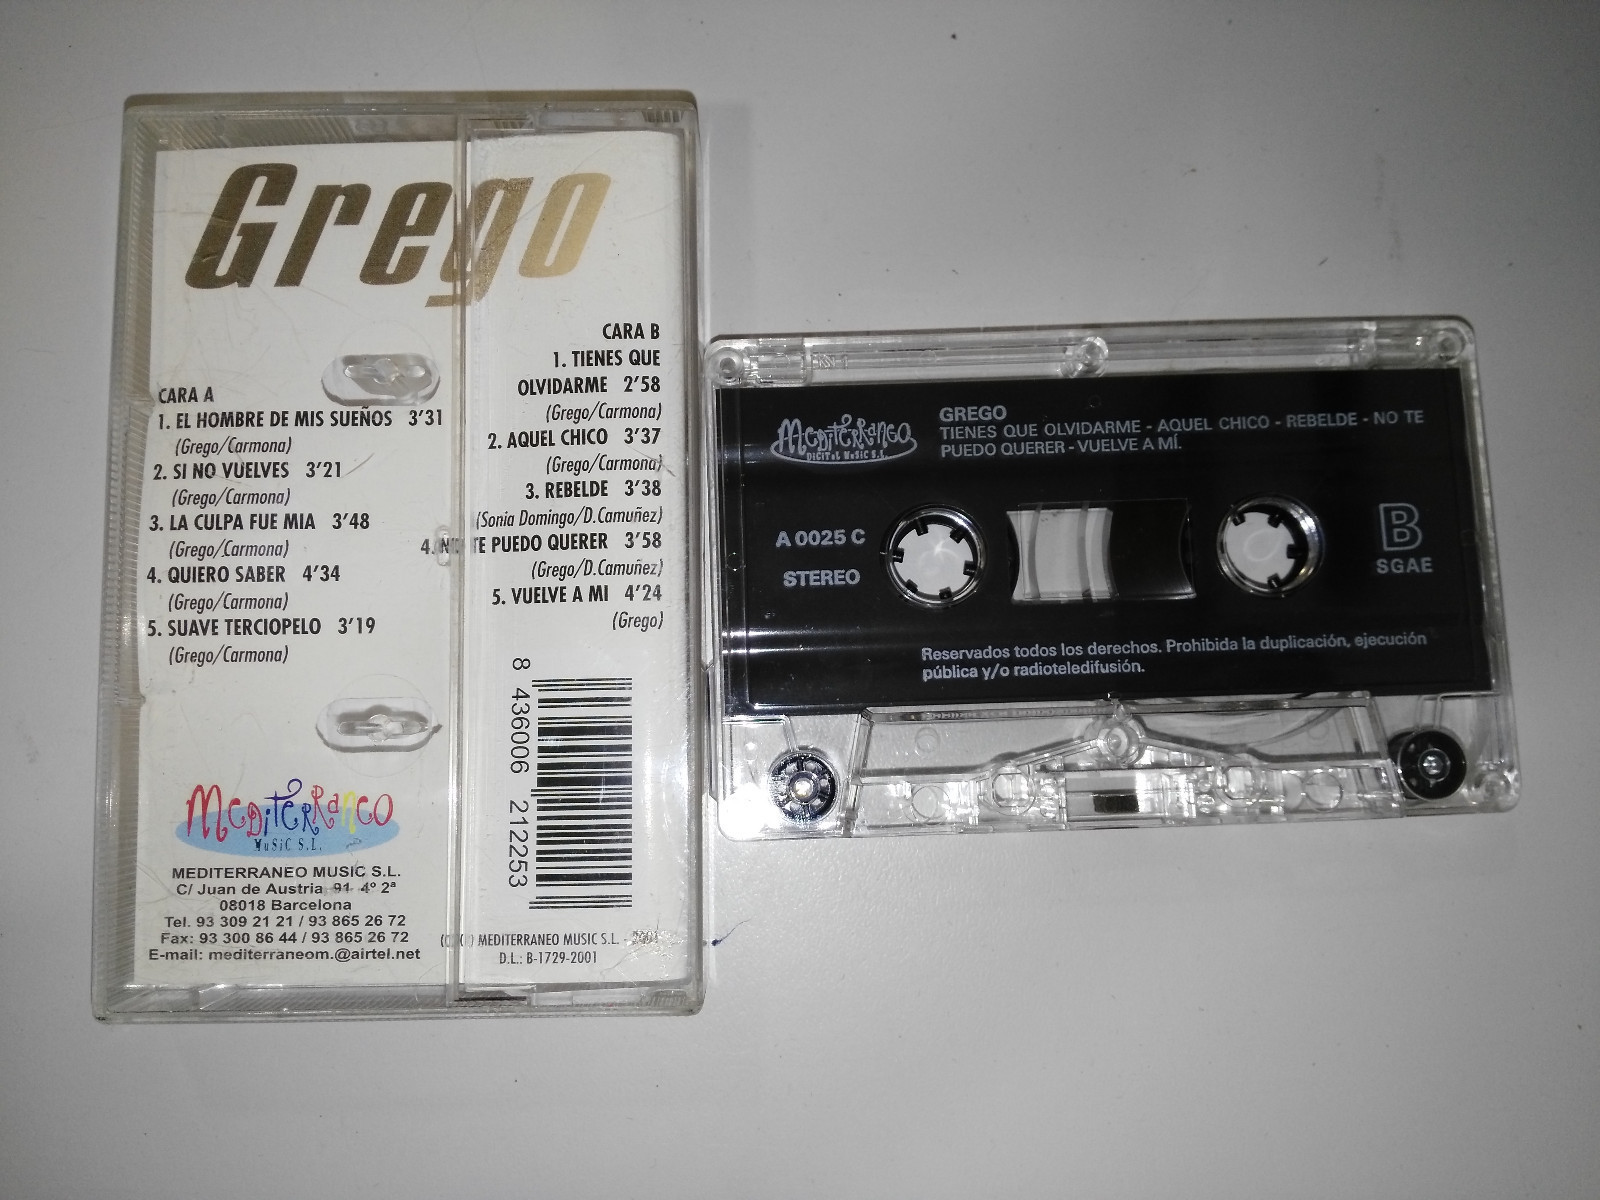 Grego
CARA A
1. EL HOMBRE DE MIS SUEÑOS 3'31
(Grego/Carmona)
2. SI NO VUELVES 3'21
(Grego/Carmona)
3. LA CULPA FUE MIA 3'48
(Grego/Carmona)
4. QUIERO SABER 4'34
(Grego/Carmona)
5. SUAVE TERCIOPELO 3'19
(Grego/Carmona)
CARA B
1. TIENES QUE
OLVIDARME 2'58
(Grego/Carmona)
2. AQUEL CHICO 3'37
(Grego/Carmona)
3. REBELDE 3'38
(Sonia Domingo/D.Camuñez)
4. NO TE PUEDO QUERER 3'58
(Grego/D.Camuñez)
5. VUELVE A MI 4'24
(Grego)
8 436006 212253
MEDITERRANEO
MUSIC S.L.
MEDITERRANEO MUSIC S.L.
C/ Juan de Austria 91 4º 2ª
08018 Barcelona
Tel. 93 309 21 21 / 93 865 26 72
Fax: 93 300 86 44 / 93 865 26 72
E-mail: mediterraneom.@airtel.net
MEDITERRANEO MUSIC S.L. - 2001
D.L.: B-1729-2001
MEDITERRANEO
DIGITAL MUSIC S.L.
GREGO
TIENES QUE OLVIDARME - AQUEL CHICO - REBELDE - NO TE
PUEDO QUERER - VUELVE A MÍ.
A 0025 C
STEREO
B
SGAE
Reservados todos los derechos. Prohibida la duplicación, ejecución
pública y/o radioteledifusión.